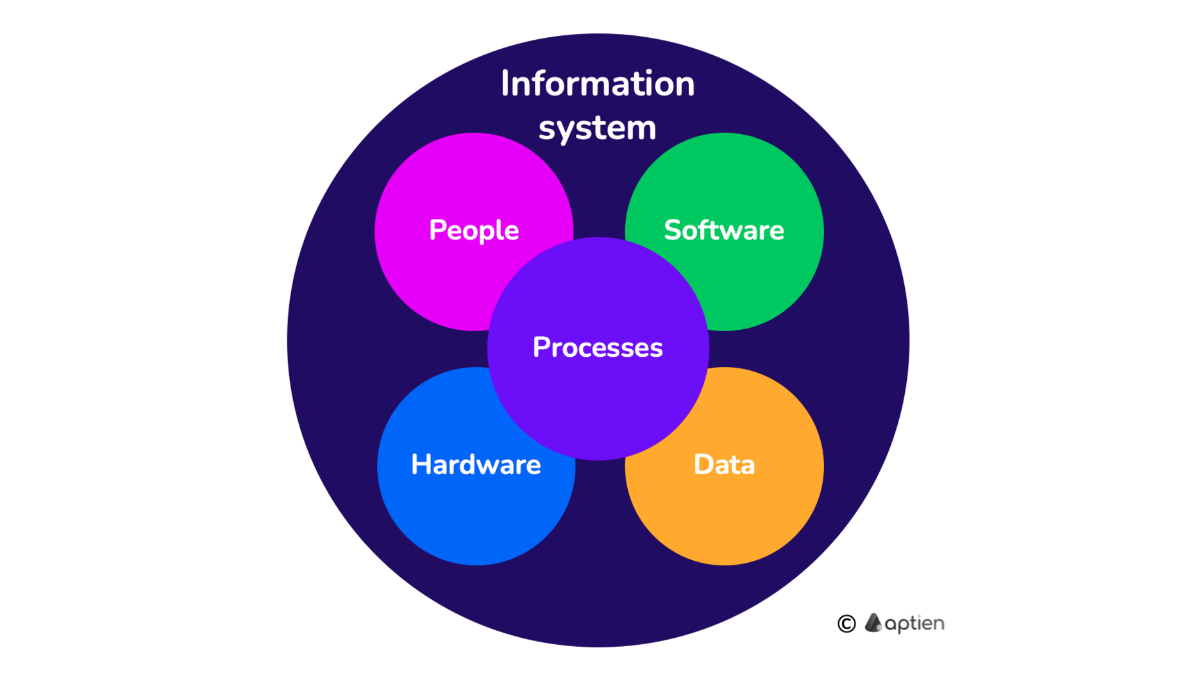 Information
system
People
Software
Processes
Hardware
Data
© aptien